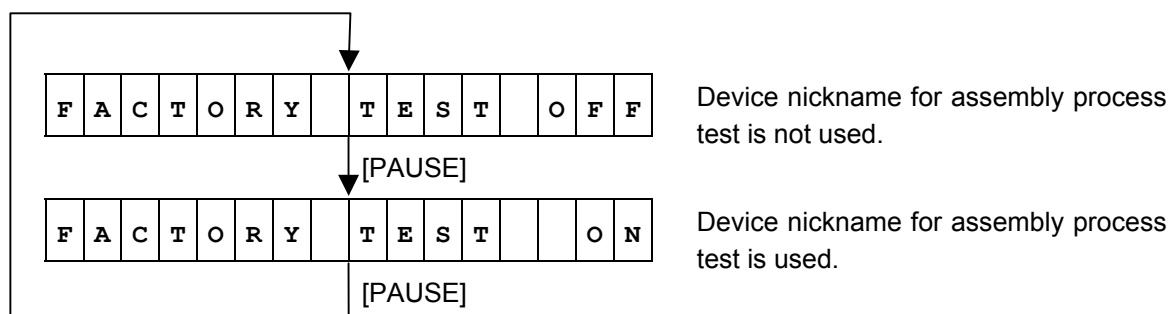 FACTORY TEST OFF
Device nickname for assembly process
test is not used.
[PAUSE]
FACTORY TEST  ON
Device nickname for assembly process
test is used.
[PAUSE]